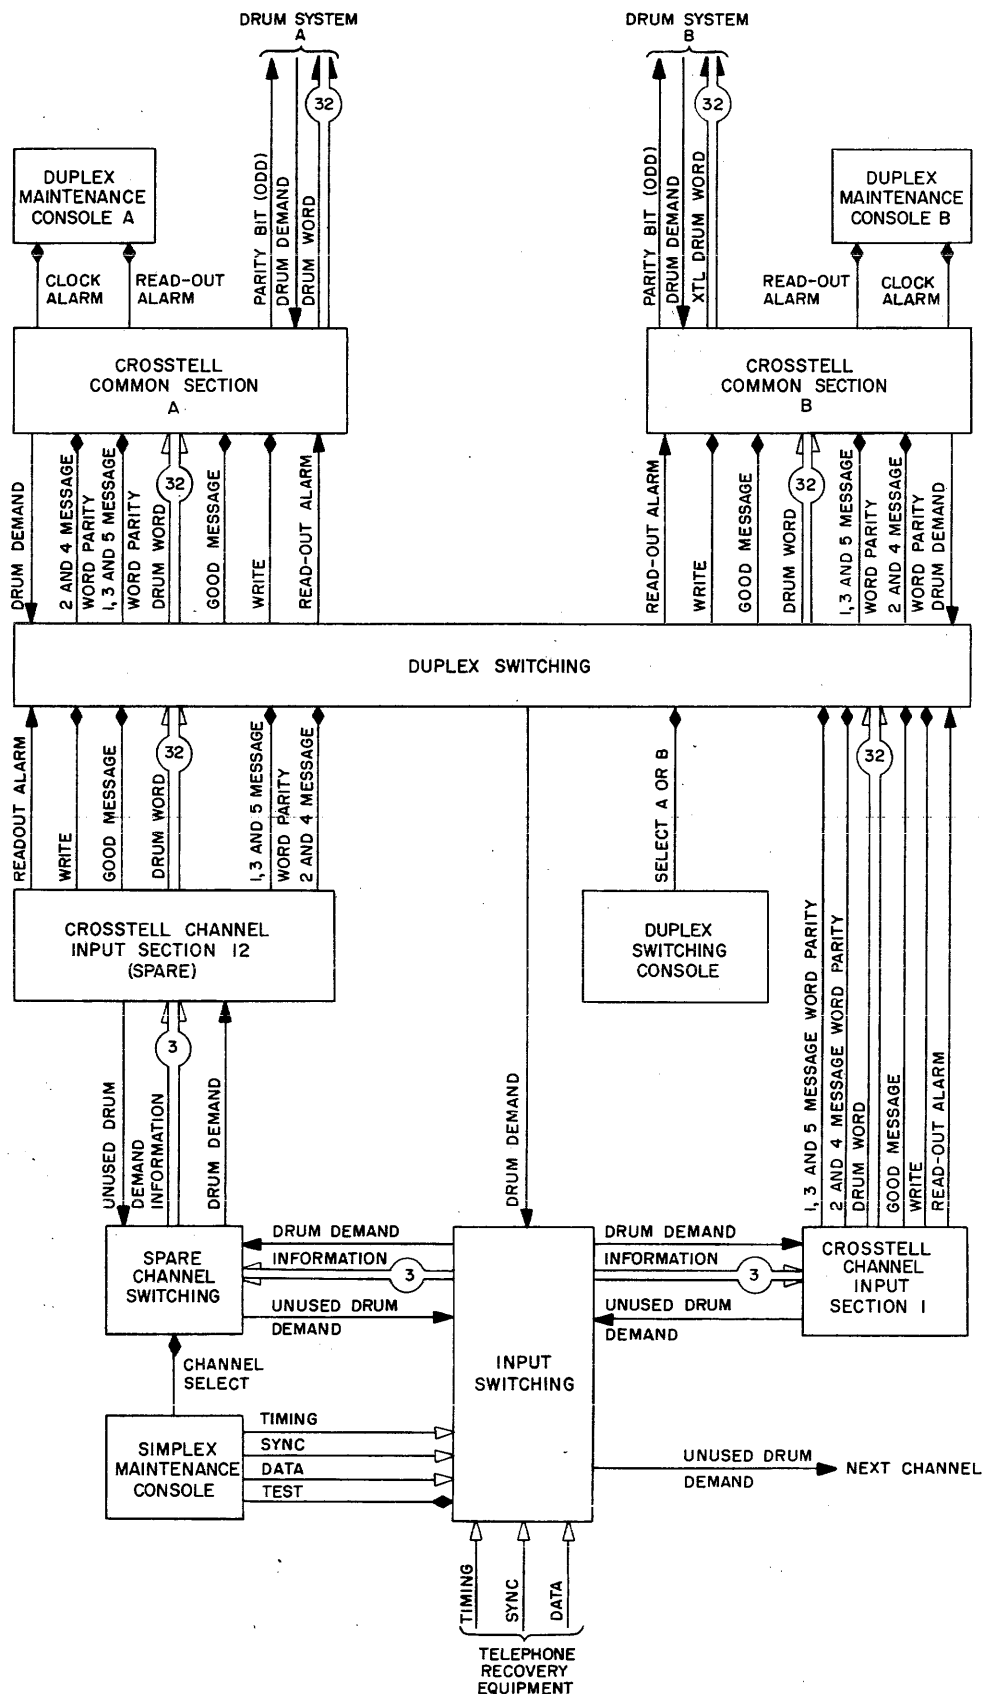 DRUM SYSTEM
A
DRUM SYSTEM
B
32
32
PARITY BIT (ODD)
DRUM DEMAND
DRUM WORD
PARITY BIT (ODD)
DRUM DEMAND
XTL DRUM WORD
DUPLEX
MAINTENANCE
CONSOLE A
DUPLEX
MAINTENANCE
CONSOLE B
CLOCK
ALARM
READ-OUT
ALARM
READ-OUT
ALARM
CLOCK
ALARM
CROSSTELL
COMMON SECTION
A
CROSSTELL
COMMON SECTION
B
DRUM DEMAND
2 AND 4 MESSAGE
WORD PARITY
1, 3 AND 5 MESSAGE
WORD PARITY
DRUM WORD
32
GOOD MESSAGE
WRITE
READ-OUT ALARM
READ-OUT ALARM
WRITE
GOOD MESSAGE
DRUM WORD
32
1, 3 AND 5 MESSAGE
WORD PARITY
2 AND 4 MESSAGE
WORD PARITY
DRUM DEMAND
DUPLEX SWITCHING
READOUT ALARM
WRITE
GOOD MESSAGE
DRUM WORD
32
1, 3 AND 5 MESSAGE
WORD PARITY
2 AND 4 MESSAGE
SELECT A OR B
32
1, 3 AND 5 MESSAGE WORD PARITY
2 AND 4 MESSAGE WORD PARITY
DRUM WORD
GOOD MESSAGE
WRITE
READ-OUT ALARM
CROSSTELL CHANNEL
INPUT SECTION 12
(SPARE)
DUPLEX
SWITCHING
CONSOLE
UNUSED DRUM
DEMAND
INFORMATION
3
DRUM DEMAND
DRUM DEMAND
SPARE
CHANNEL
SWITCHING
DRUM DEMAND
INFORMATION
3
UNUSED DRUM
DEMAND
DRUM DEMAND
INFORMATION
3
UNUSED DRUM
DEMAND
CROSSTELL
CHANNEL
INPUT
SECTION 1
INPUT
SWITCHING
CHANNEL
SELECT
SIMPLEX
MAINTENANCE
CONSOLE
TIMING
SYNC
DATA
TEST
UNUSED DRUM
DEMAND
NEXT CHANNEL
TIMING
SYNC
DATA
TELEPHONE
RECOVERY
EQUIPMENT